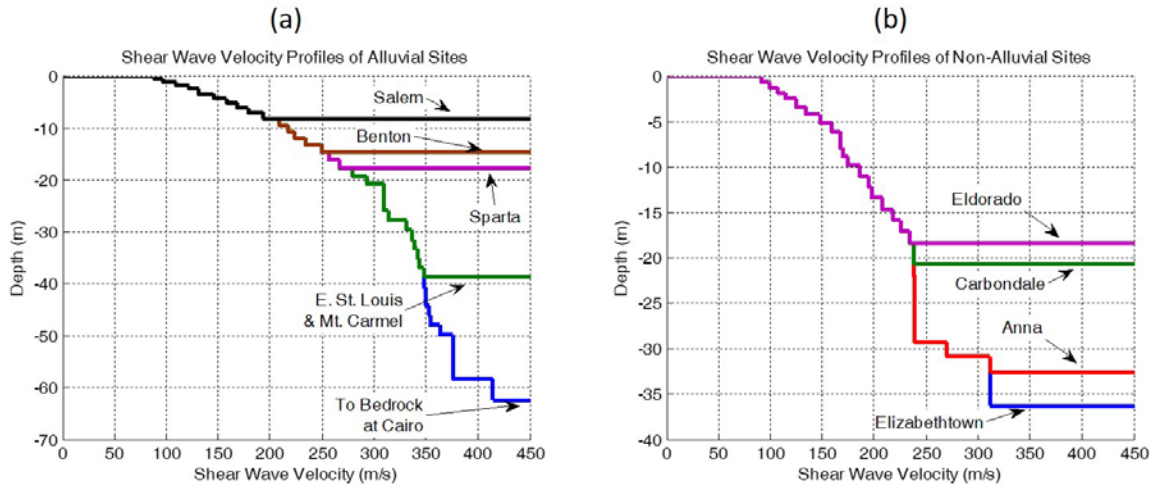 (a)
Shear Wave Velocity Profiles of Alluvial Sites
0
-10
-20
-30
-40
-50
-60
-70
Depth (m)
Salem
Benton
Sparta
E. St. Louis
& Mt. Carmel
To Bedrock
at Cairo
0 50 100 150 200 250 300 350 400 450
Shear Wave Velocity (m/s)
(b)
Shear Wave Velocity Profiles of Non-Alluvial Sites
0
-5
-10
-15
-20
-25
-30
-35
-40
Depth (m)
Eldorado
Carbondale
Anna
Elizabethtown
0 50 100 150 200 250 300 350 400 450
Shear Wave Velocity (m/s)